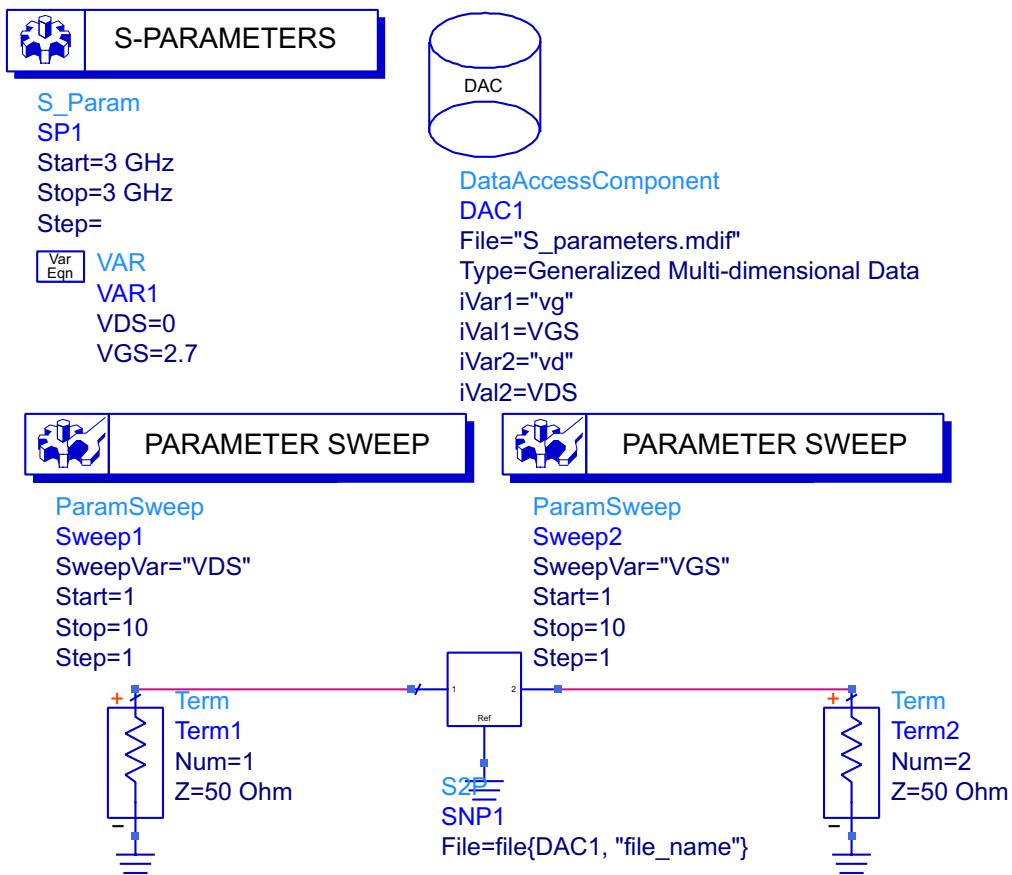 S-PARAMETERS
S_Param
SP1
Start=3 GHz
Stop=3 GHz
Step=
Var
Eqn
VAR
VAR1
VDS=0
VGS=2.7
DAC
DataAccessComponent
DAC1
File="S_parameters.mdif"
Type=Generalized Multi-dimensional Data
iVar1="vg"
iVal1=VGS
iVar2="vd"
iVal2=VDS
PARAMETER SWEEP
ParamSweep
Sweep1
SweepVar="VDS"
Start=1
Stop=10
Step=1
PARAMETER SWEEP
ParamSweep
Sweep2
SweepVar="VGS"
Start=1
Stop=10
Step=1
+
Term
Term1
Num=1
Z=50 Ohm
−
1
2
Ref
S2P
SNP1
File=file{DAC1, "file_name"}
+
Term
Term2
Num=2
Z=50 Ohm
−